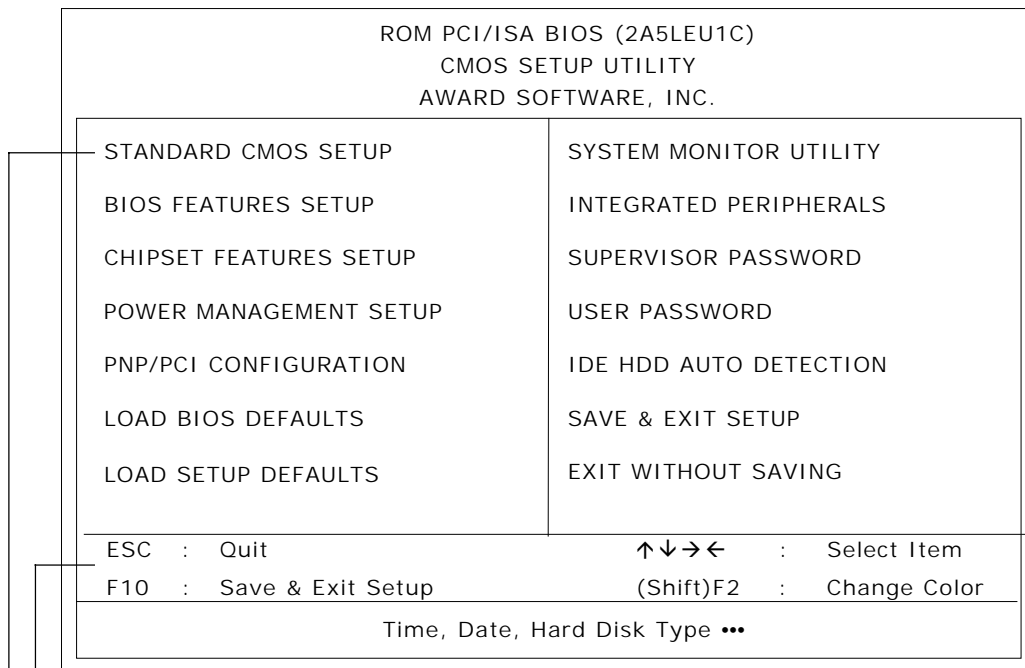 ROM PCI/ISA BIOS (2A5LEU1C)
CMOS SETUP UTILITY
AWARD SOFTWARE, INC.
STANDARD CMOS SETUP
BIOS FEATURES SETUP
CHIPSET FEATURES SETUP
POWER MANAGEMENT SETUP
PNP/PCI CONFIGURATION
LOAD BIOS DEFAULTS
LOAD SETUP DEFAULTS
SYSTEM MONITOR UTILITY
INTEGRATED PERIPHERALS
SUPERVISOR PASSWORD
USER PASSWORD
IDE HDD AUTO DETECTION
SAVE & EXIT SETUP
EXIT WITHOUT SAVING
ESC : Quit
F10 : Save & Exit Setup
↑↓→← : Select Item
(Shift)F2 : Change Color
Time, Date, Hard Disk Type •••